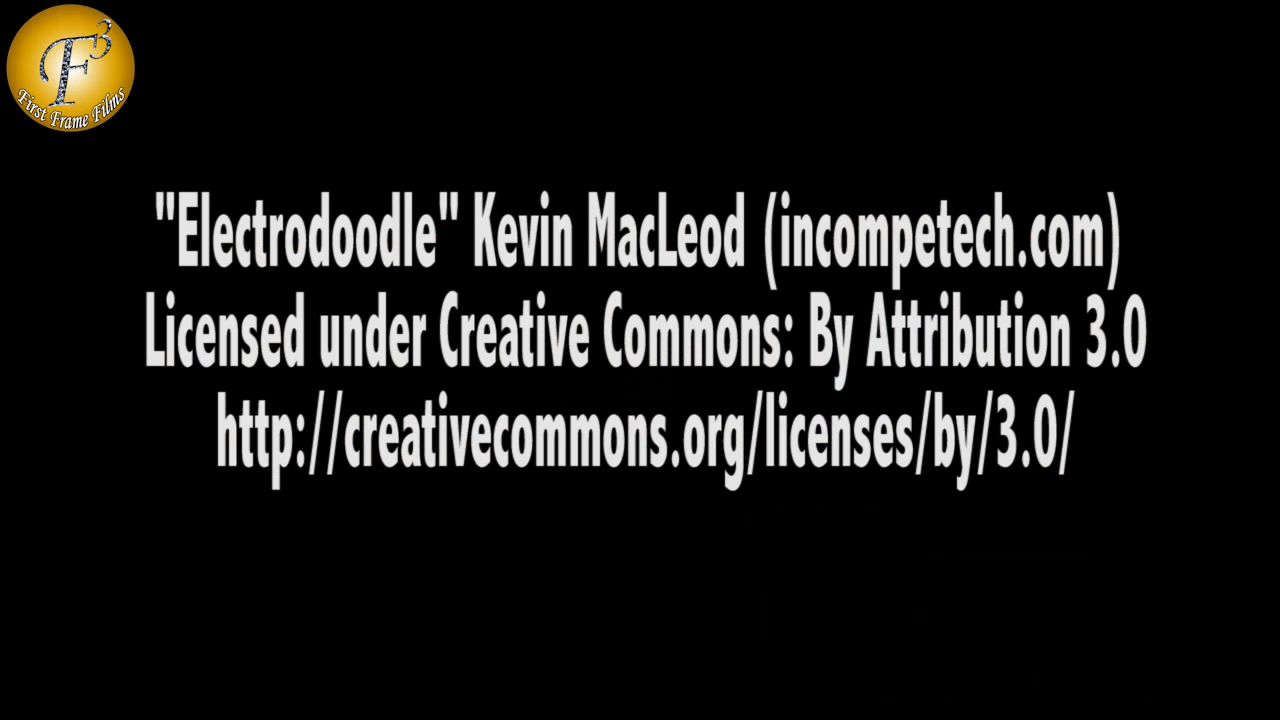 F3
First Frame Films
"Electrodoodle" Kevin MacLeod (incompetech.com)
Licensed under Creative Commons: By Attribution 3.0
http://creativecommons.org/licenses/by/3.0/